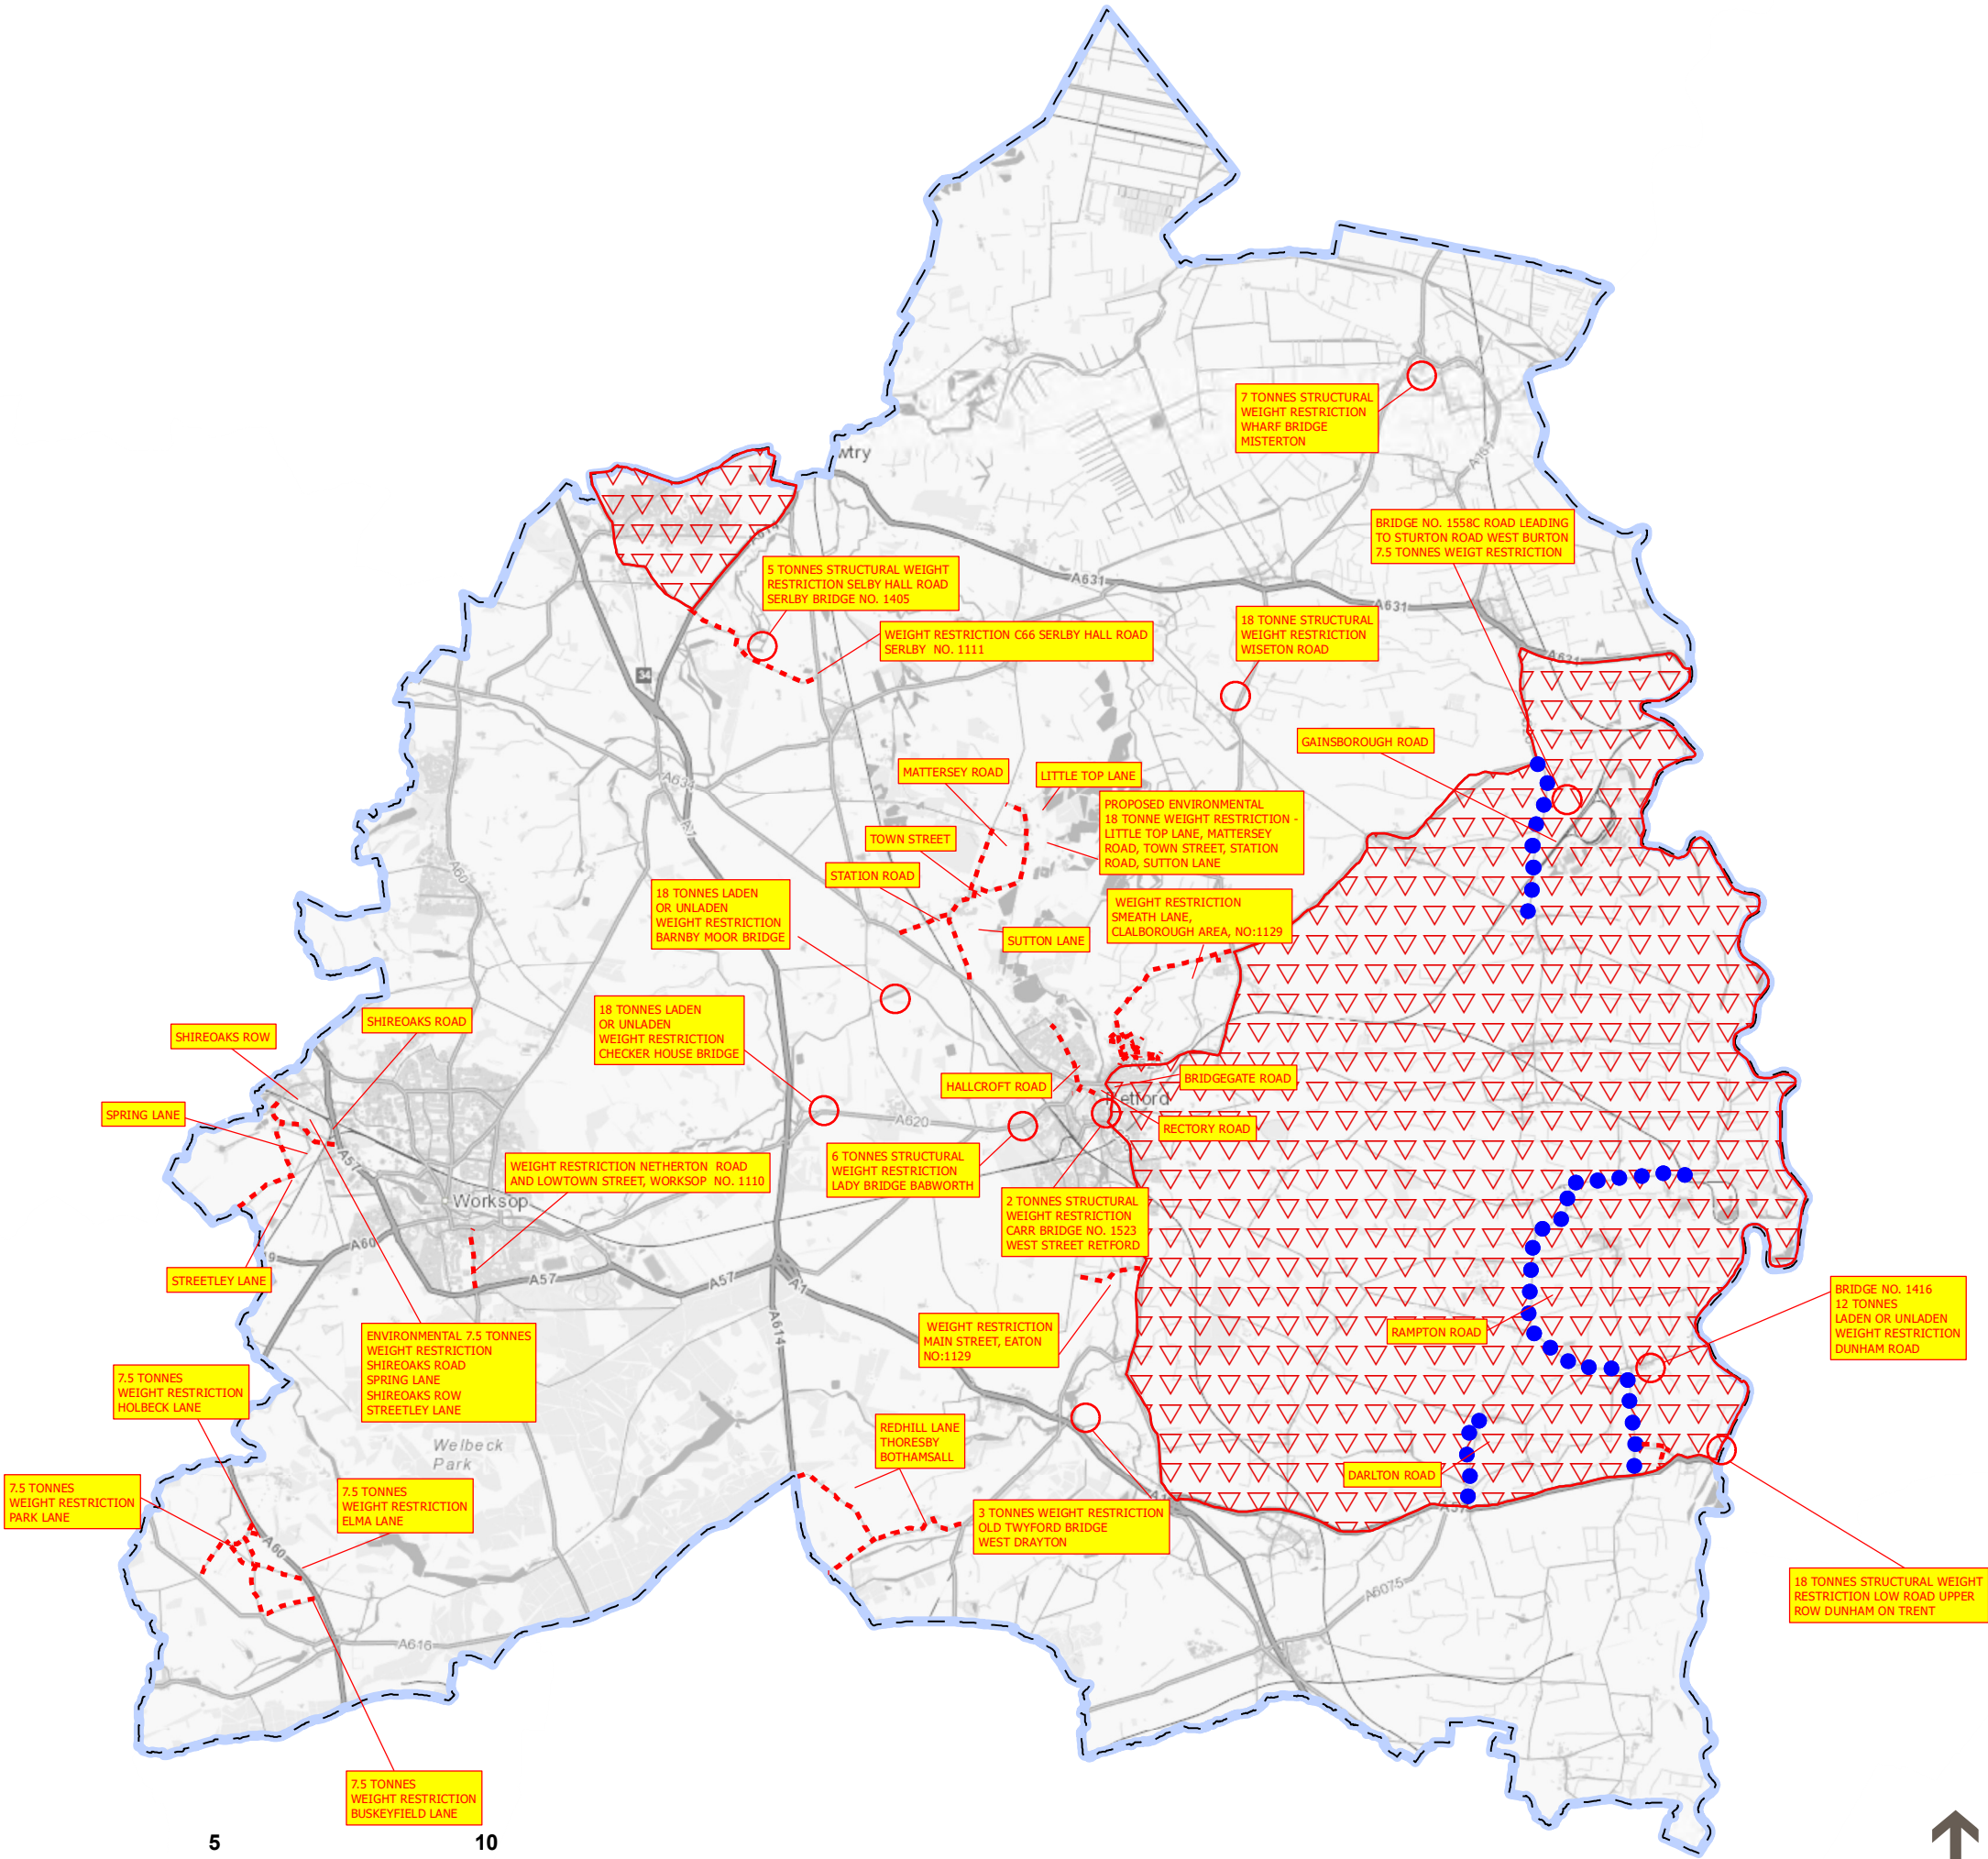 wtry
7 TONNES STRUCTURAL
WEIGHT RESTRICTION
WHARF BRIDGE
MISTERTON
A161
BRIDGE NO. 1558C ROAD LEADING
TO STURTON ROAD WEST BURTON
7.5 TONNES WEIGT RESTRICTION
A614
5 TONNES STRUCTURAL WEIGHT
RESTRICTION SELBY HALL ROAD
SERLBY BRIDGE NO. 1405
A631
A631
A631
WEIGHT RESTRICTION C66 SERLBY HALL ROAD
SERLBY  NO. 1111
18 TONNE STRUCTURAL
WEIGHT RESTRICTION
WISETON ROAD
34
GAINSBOROUGH ROAD
MATTERSEY ROAD
LITTLE TOP LANE
A634
A1
PROPOSED ENVIRONMENTAL
18 TONNE WEIGHT RESTRICTION -
LITTLE TOP LANE, MATTERSEY
ROAD, TOWN STREET, STATION
ROAD, SUTTON LANE
TOWN STREET
STATION ROAD
A60
18 TONNES LADEN
OR UNLADEN
WEIGHT RESTRICTION
BARNBY MOOR BRIDGE
WEIGHT RESTRICTION
SMEATH LANE,
CLALBOROUGH AREA, NO:1129
SUTTON LANE
18 TONNES LADEN
OR UNLADEN
WEIGHT RESTRICTION
CHECKER HOUSE BRIDGE
SHIREOAKS ROAD
SHIREOAKS ROW
HALLCROFT ROAD
BRIDGEGATE ROAD
Retford
SPRING LANE
A620
RECTORY ROAD
A57
WEIGHT RESTRICTION NETHERTON  ROAD
AND LOWTOWN STREET, WORKSOP  NO. 1110
6 TONNES STRUCTURAL
WEIGHT RESTRICTION
LADY BRIDGE BABWORTH
Worksop
2 TONNES STRUCTURAL
WEIGHT RESTRICTION
CARR BRIDGE NO. 1523
WEST STREET RETFORD
A60
STREETLEY LANE
A57
A57
A1
A614
BRIDGE NO. 1416
12 TONNES
LADEN OR UNLADEN
WEIGHT RESTRICTION
DUNHAM ROAD
WEIGHT RESTRICTION
MAIN STREET, EATON
NO:1129
RAMPTON ROAD
ENVIRONMENTAL 7.5 TONNES
WEIGHT RESTRICTION
SHIREOAKS ROAD
SPRING LANE
SHIREOAKS ROW
STREETLEY LANE
7.5 TONNES
WEIGHT RESTRICTION
HOLBECK LANE
REDHILL LANE
THORESBY
BOTHAMSALL
Welbeck
Park
DARLTON ROAD
7.5 TONNES
WEIGHT RESTRICTION
PARK LANE
7.5 TONNES
WEIGHT RESTRICTION
ELMA LANE
3 TONNES WEIGHT RESTRICTION
OLD TWYFORD BRIDGE
WEST DRAYTON
A60
A6075
18 TONNES STRUCTURAL WEIGHT
RESTRICTION LOW ROAD UPPER
ROW DUNHAM ON TRENT
A616
7.5 TONNES
WEIGHT RESTRICTION
BUSKEYFIELD LANE
5
10